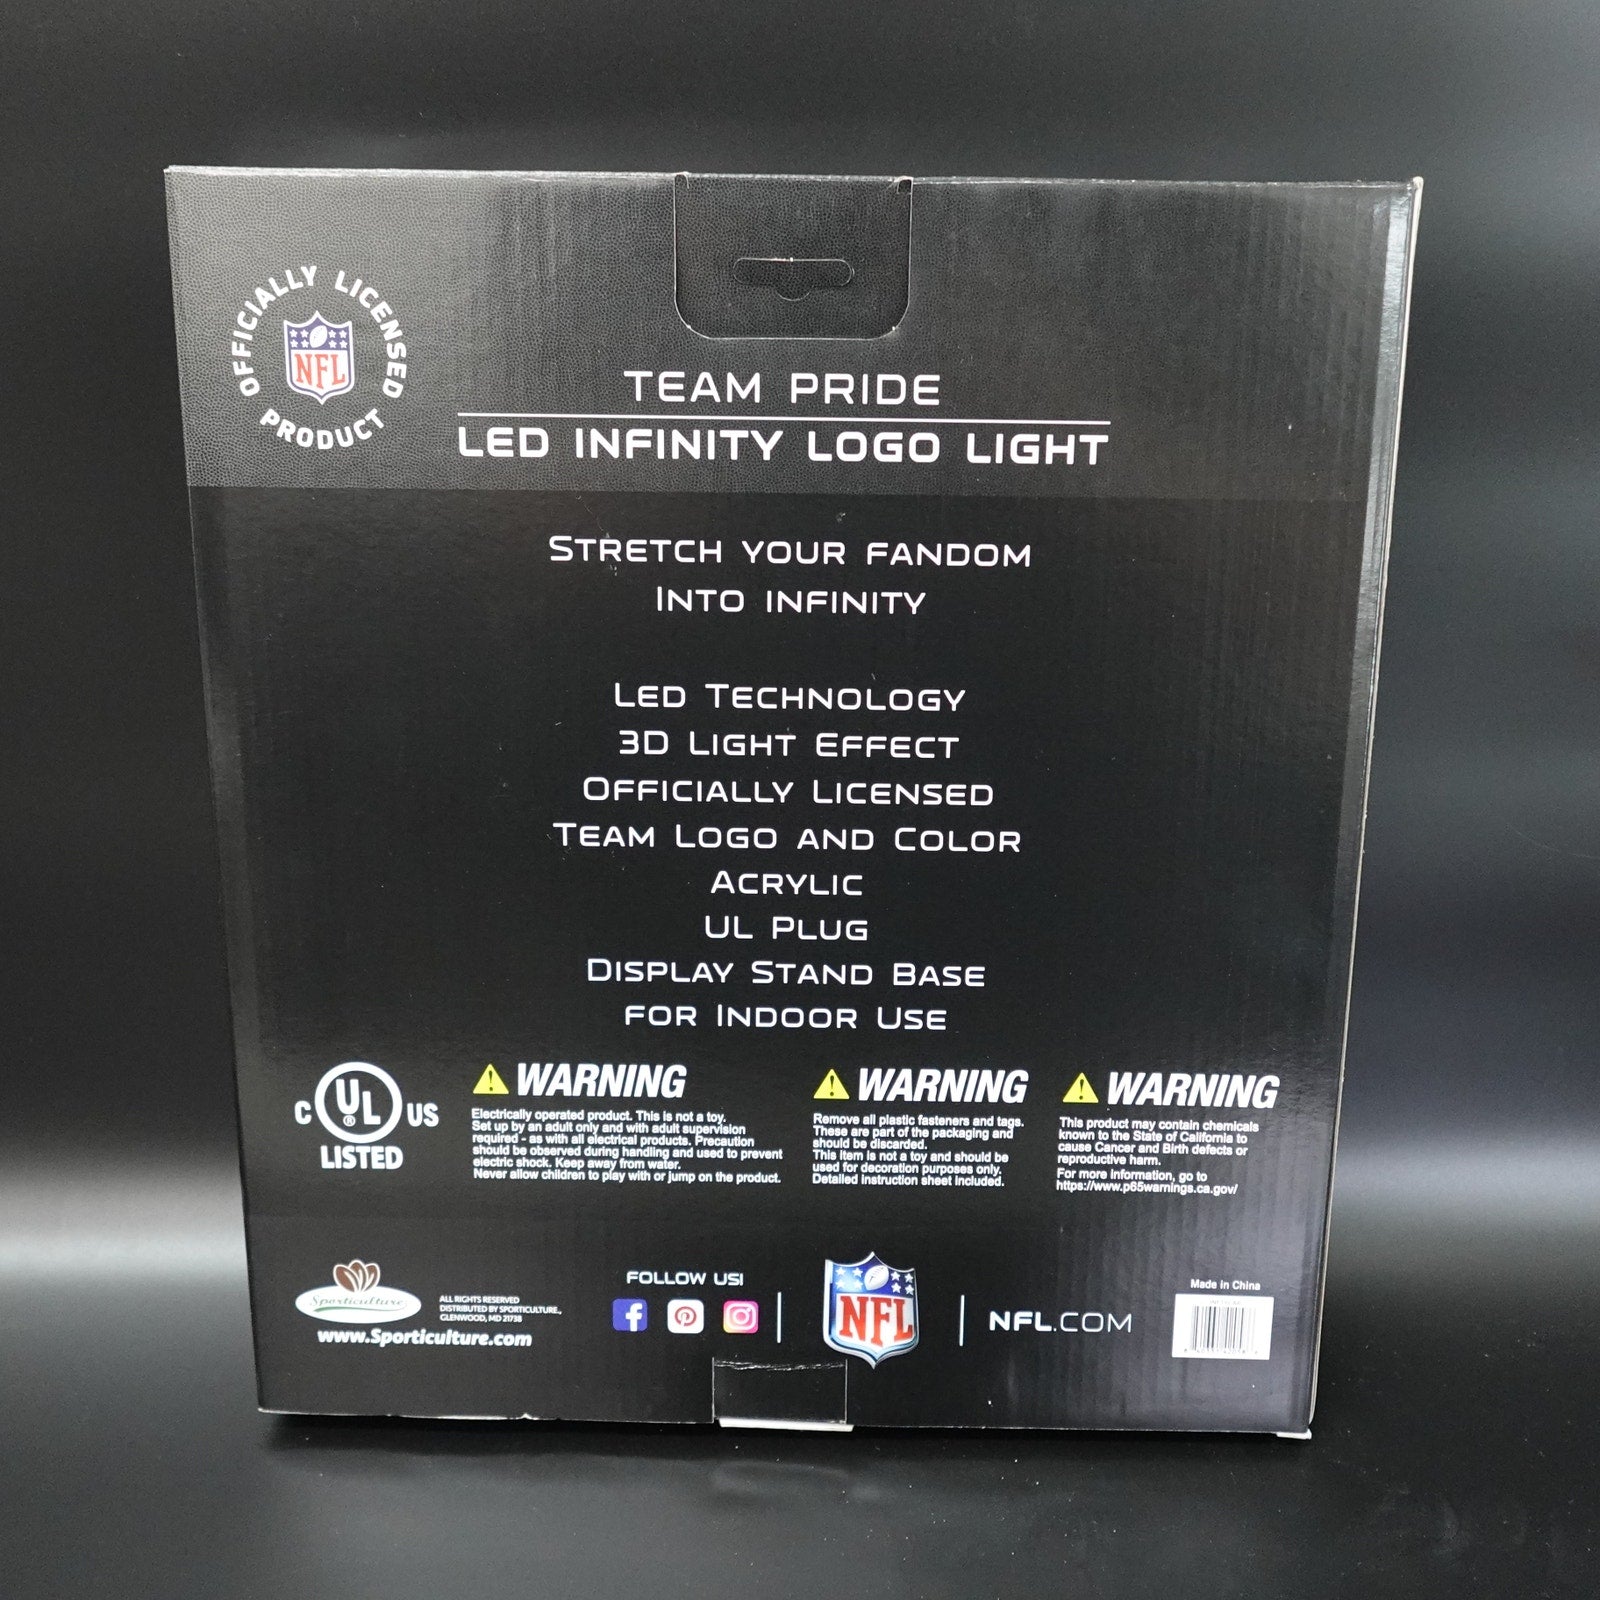 OFFICIALLY LICENSED
NFL
PRODUCT
TEAM PRIDE
LED INFINITY LOGO LIGHT
STRETCH YOUR FANDOM
INTO INFINITY
LED TECHNOLOGY
3D LIGHT EFFECT
OFFICIALLY LICENSED
TEAM LOGO AND COLOR
ACRYLIC
UL PLUG
DISPLAY STAND BASE
FOR INDOOR USE
C UL ® US
LISTED
WARNING
Electrically operated product. This is not a toy.
Set up by an adult only and with adult supervision
required - as with all electrical products. Precaution
should be observed during handling and used to prevent
electric shock. Keep away from water.
Never allow children to play with or jump on the product.
WARNING
Remove all plastic fasteners and tags.
These are part of the packaging and
should be discarded.
This item is not a toy and should be
used for decoration purposes only.
Detailed instruction sheet included.
WARNING
This product may contain chemicals
known to the State of California to
cause Cancer and Birth defects or
reproductive harm.
For more information, go to
https://www.p65warnings.ca.gov/
Sporticulture
ALL RIGHTS RESERVED
DISTRIBUTED BY SPORTICULTURE.,
GLENWOOD, MD 21738
www.Sporticulture.com
FOLLOW US!
NFL
NFL.COM
Made in China